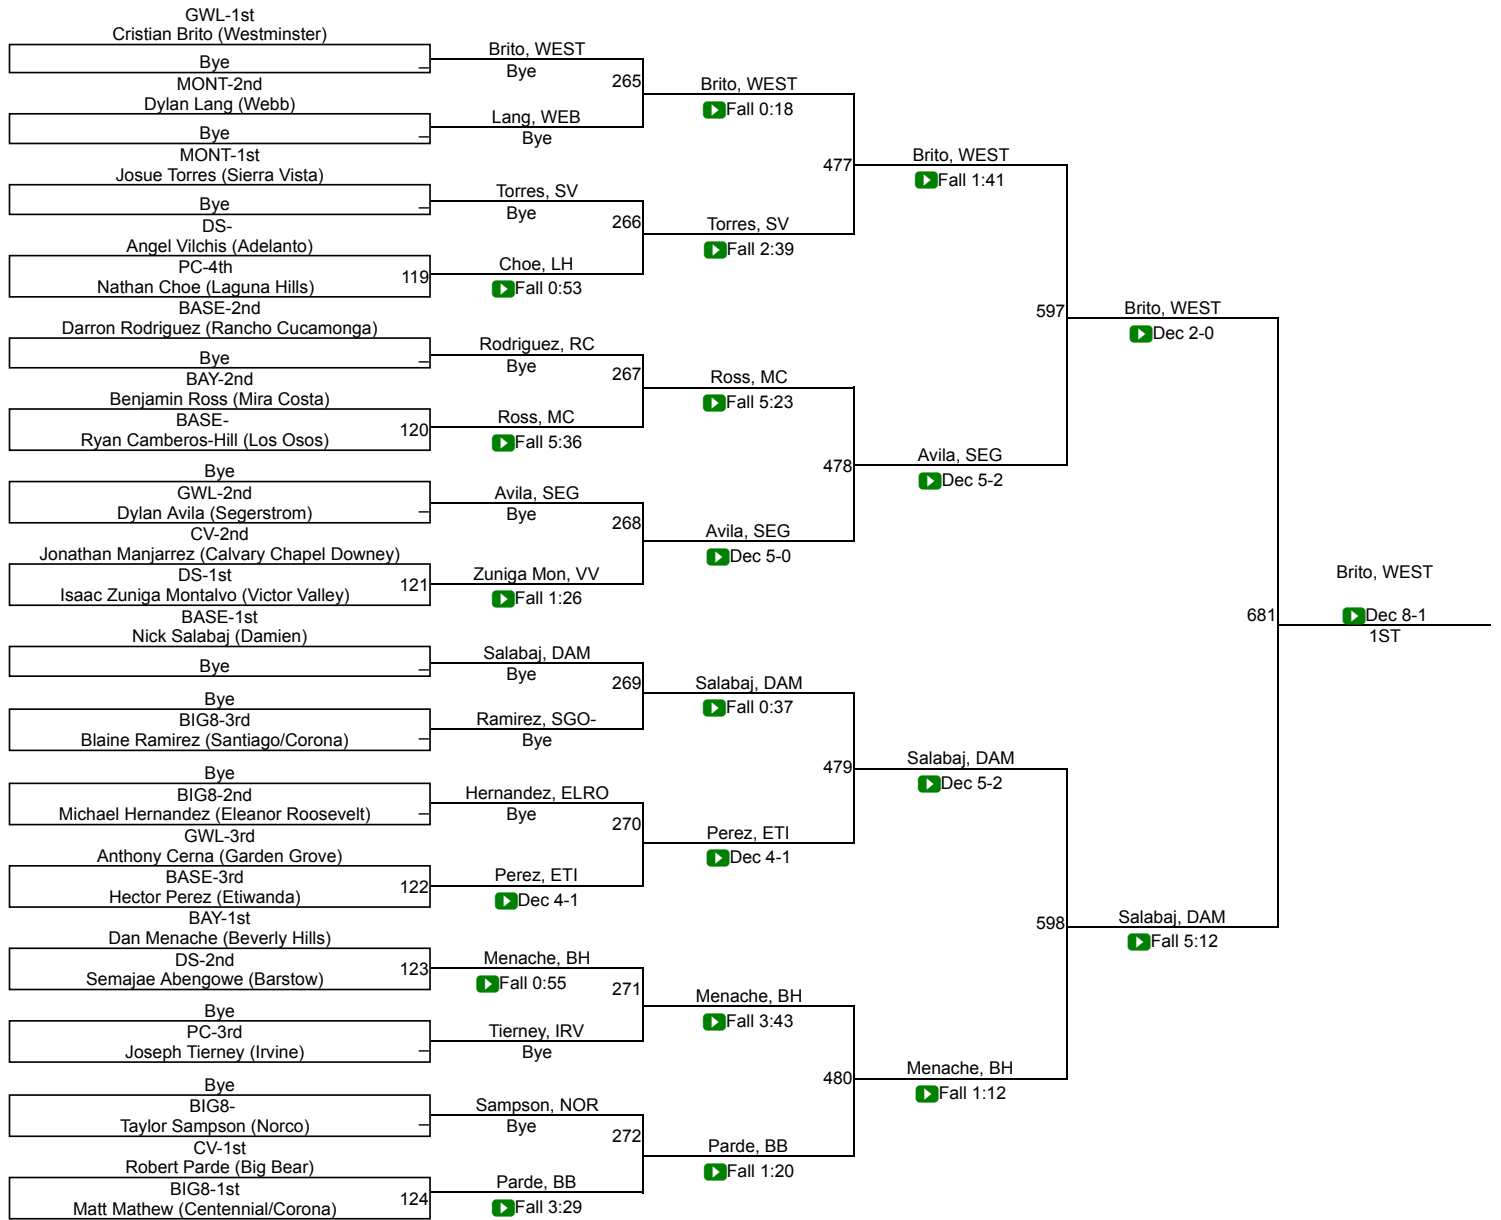 GWL-1st
Cristian Brito (Westminster)
Bye
MONT-2nd
Dylan Lang (Webb)
Bye
MONT-1st
Josue Torres (Sierra Vista)
Bye
DS-
Angel Vilchis (Adelanto)
PC-4th
119
Nathan Choe (Laguna Hills)
BASE-2nd
Darron Rodriguez (Rancho Cucamonga)
Bye
BAY-2nd
Benjamin Ross (Mira Costa)
BASE-
120
Ryan Camberos-Hill (Los Osos)
Bye
GWL-2nd
Dylan Avila (Segerstrom)
CV-2nd
Jonathan Manjarrez (Calvary Chapel Downey)
DS-1st
121
Isaac Zuniga Montalvo (Victor Valley)
BASE-1st
Nick Salabaj (Damien)
Bye
Bye
BIG8-3rd
Blaine Ramirez (Santiago/Corona)
Bye
BIG8-2nd
Michael Hernandez (Eleanor Roosevelt)
GWL-3rd
Anthony Cerna (Garden Grove)
BASE-3rd
122
Hector Perez (Etiwanda)
BAY-1st
Dan Menache (Beverly Hills)
DS-2nd
123
Semajae Abengowe (Barstow)
Bye
PC-3rd
Joseph Tierney (Irvine)
Bye
BIG8-
Taylor Sampson (Norco)
CV-1st
Robert Parde (Big Bear)
BIG8-1st
124
Matt Mathew (Centennial/Corona)
Brito, WEST
Bye
265
Lang, WEB
Bye
Torres, SV
Bye
266
Choe, LH
Fall 0:53
Rodriguez, RC
Bye
267
Ross, MC
Fall 5:36
Avila, SEG
Bye
268
Zuniga Mon, VV
Fall 1:26
Salabaj, DAM
Bye
269
Ramirez, SGO-
Bye
Hernandez, ELRO
Bye
270
Perez, ETI
Dec 4-1
Menache, BH
Fall 0:55
271
Tierney, IRV
Bye
Sampson, NOR
Bye
272
Parde, BB
Fall 3:29
Brito, WEST
Fall 0:18
477
Torres, SV
Fall 2:39
Ross, MC
Fall 5:23
478
Avila, SEG
Dec 5-0
Salabaj, DAM
Fall 0:37
479
Perez, ETI
Dec 4-1
Menache, BH
Fall 3:43
480
Parde, BB
Fall 1:20
Brito, WEST
Fall 1:41
597
Avila, SEG
Dec 5-2
Salabaj, DAM
Dec 5-2
598
Menache, BH
Fall 1:12
Brito, WEST
Dec 2-0
681
Salabaj, DAM
Fall 5:12
Brito, WEST
Dec 8-1
1ST